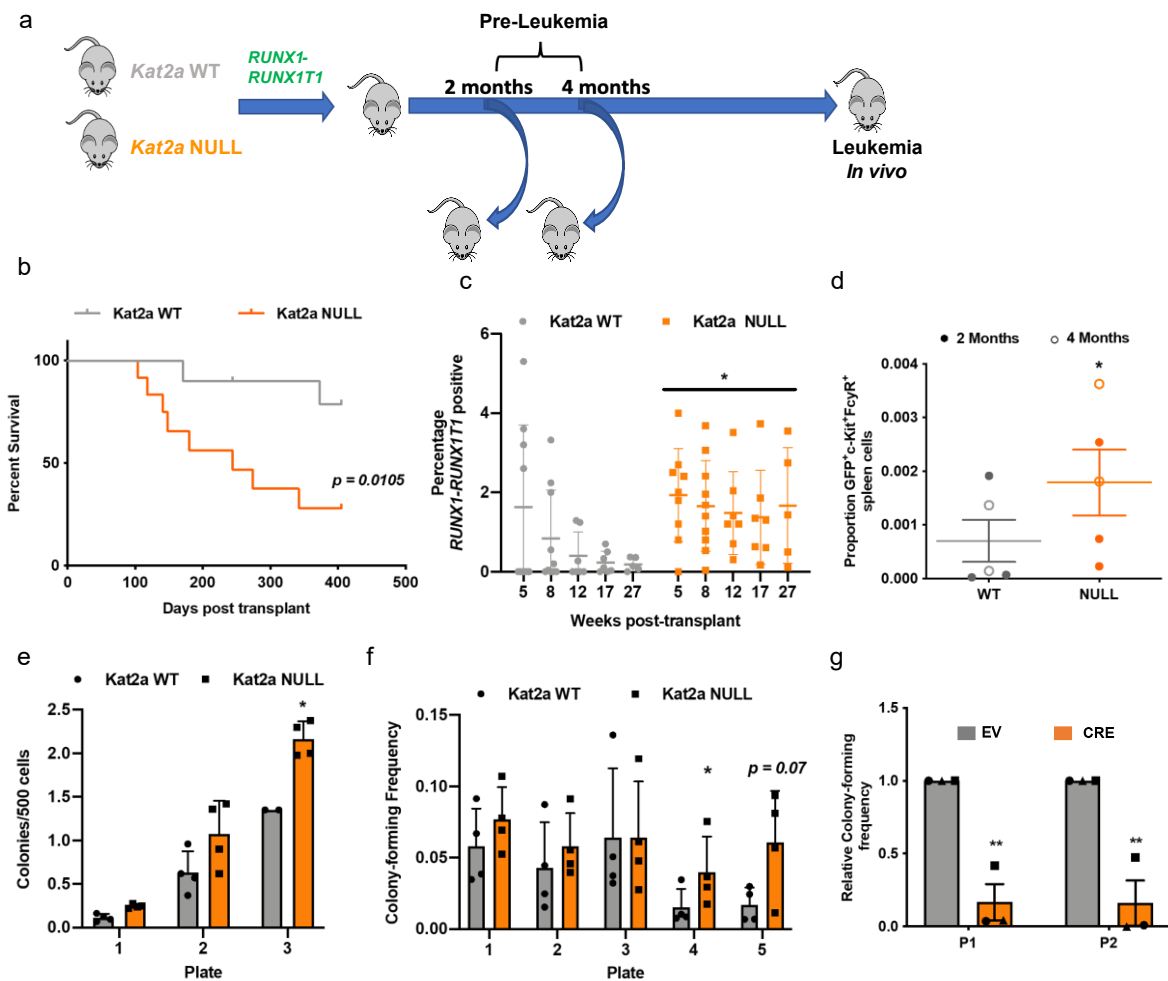 a
Pre-Leukemia
Kat2a WT
RUNX1-
RUNX1T1
2 months
4 months
Kat2a NULL
Leukemia
In vivo
b
Kat2a WT
Kat2a NULL
Percent Survival
100
50
0
p = 0.0105
0
100
200
300
400
500
Days post transplant
c
Kat2a WT
Kat2a NULL
Percentage
RUNX1-RUNX1T1 positive
6
4
2
0
*
5
8
12
17
27
5
8
12
17
27
Weeks post-transplant
d
2 Months
4 Months
Proportion GFP+c-Kit+FcγR+
spleen cells
0.004
0.003
0.002
0.001
0.000
*
WT
NULL
e
Kat2a WT
Kat2a NULL
Colonies/500 cells
2.5
2.0
1.5
1.0
0.5
0.0
*
1
2
3
Plate
f
Kat2a WT
Kat2a NULL
Colony-forming Frequency
0.15
0.10
0.05
0.00
*
p = 0.07
1
2
3
4
5
Plate
g
EV
CRE
Relative Colony-forming
frequency
1.5
1.0
0.5
0.0
**
**
P1
P2